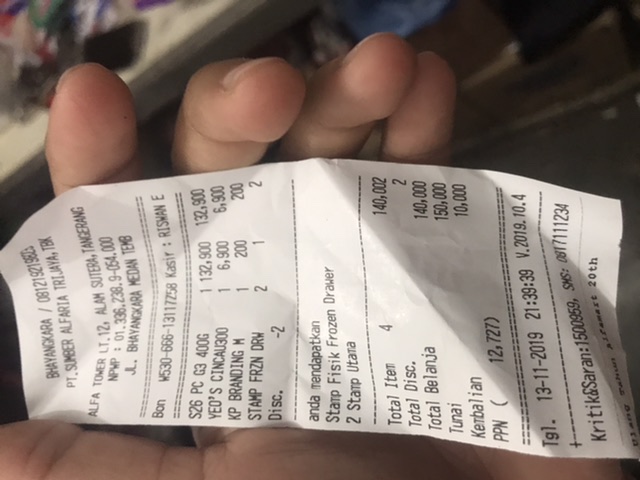 BHAYANGKARA / 081219219023
PT.SUMBER ALFARIA TRIJAYA,TBK
ALFA TOWER LT.12, ALAM SUTERA,TANGERANG
NPWP : 01.336.238.9-054.000
JL. BHAYANGKARA MEDAN TEMB
Bon W530-866-13117Z58 Kasir : RISWAN E
S26 PC G3 400G 1 132,900 132,900
YEO'S CINCAU300 1 6,900 6,900
KP BRANDING M 1 200 200
STAMP FRZN DRW 2 1 2
Disc. -2
anda mendapatkan
Stamp Fisik Frozen Drawer
2 Stamp Utama
Total Item 4 140,002
Total Disc. 2
Total Belanja 140,000
Tunai 150,000
Kembalian 10,000
PPN ( 12,727)
Tgl. 13-11-2019 21:39:39 V.2019.10.4
Kritik&Saran:1500959, SMS: 08171111234
20th